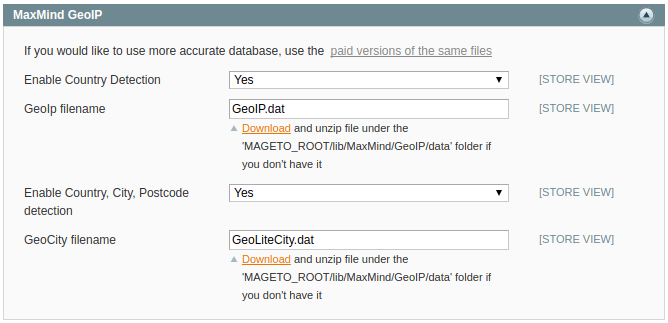 MaxMind GeoIP
If you would like to use more accurate database, use the paid versions of the same files
Enable Country Detection Yes [STORE VIEW]
GeoIp filename GeoIP.dat [STORE VIEW]
Download and unzip file under the
'MAGETO_ROOT/lib/MaxMind/GeoIP/data' folder if
you don't have it
Enable Country, City, Postcode Yes [STORE VIEW]
detection
GeoCity filename GeoLiteCity.dat [STORE VIEW]
Download and unzip file under the
'MAGETO_ROOT/lib/MaxMind/GeoIP/data' folder if
you don't have it